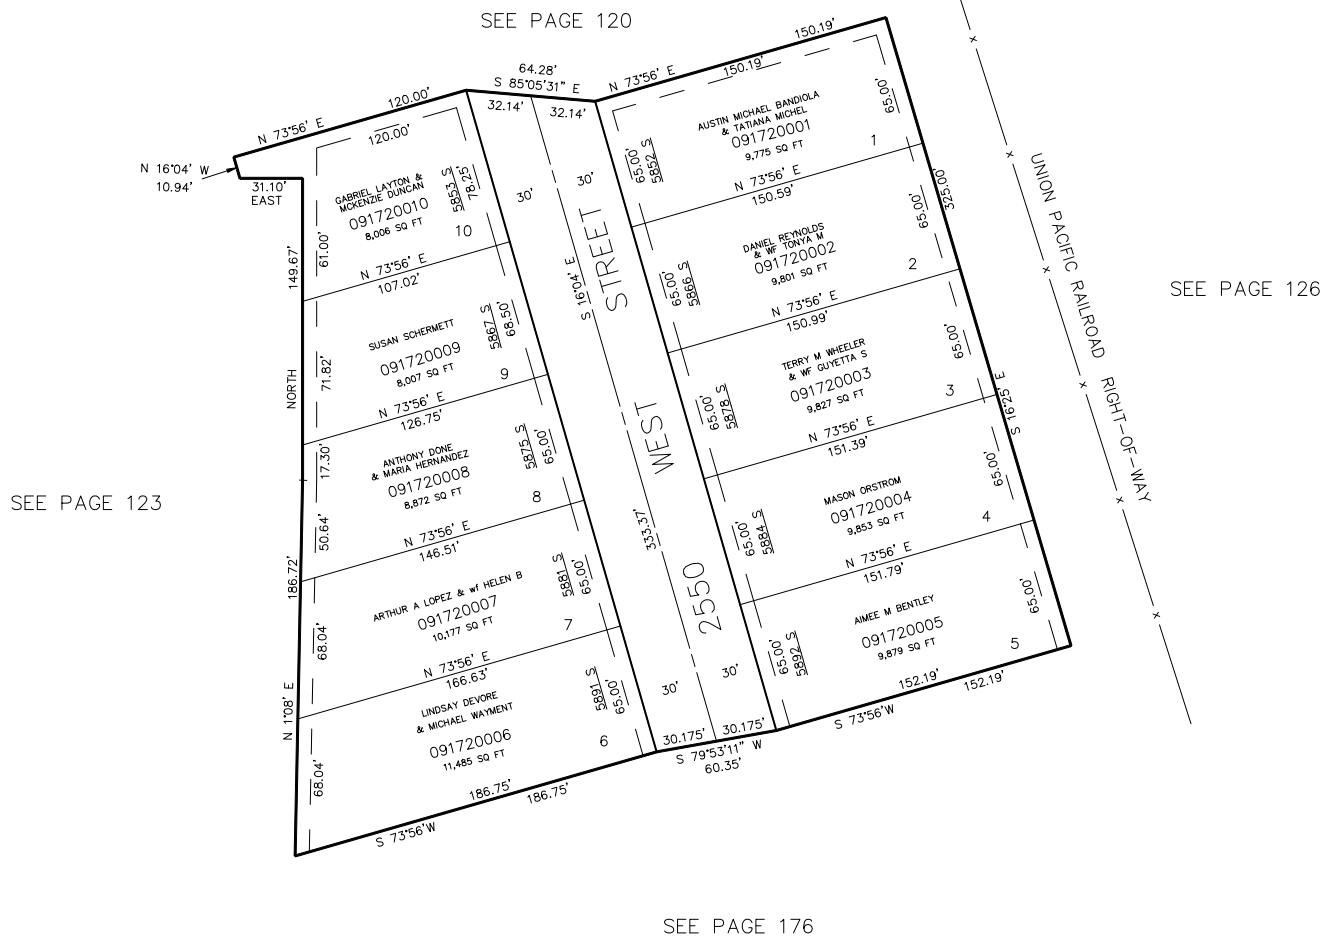 SEE PAGE 120
150.19'
64.28'
S 85°05'31" E
N 73°56' E
150.19'
120.00'
32.14'
32.14'
N 73°56' E
120.00'
N 16°04' W
10.94'
31.10'
EAST
GABRIEL LAYTON &
MCKENZIE DUNCAN
091720010
8,006 SQ FT
5853 S
78.25'
10
61.00'
149.67'
30'
30'
AUSTIN MICHAEL BANDIOLA
& TATIANA MICHEL
091720001
9,775 SQ FT
65.00'
5852 S
65.00'
1
N 73°56' E
150.59'
UNION PACIFIC RAILROAD RIGHT-OF-WAY
325.00'
DANIEL REYNOLDS
& WF TONYA M
091720002
9,801 SQ FT
65.00'
5866 S
65.00'
2
N 73°56' E
150.99'
N 73°56' E
107.02'
S 16°04' E
STREET
SEE PAGE 126
SUSAN SCHERMETT
091720009
8,007 SQ FT
5867 S
68.50'
9
71.82'
NORTH
N 73°56' E
126.75'
TERRY M WHEELER
& WF GUYETTA S
091720003
9,827 SQ FT
65.00'
5878 S
65.00'
3
S 16°25' E
N 73°56' E
151.39'
WEST
ANTHONY DONE
& MARIA HERNANDEZ
091720008
8,872 SQ FT
5875 S
65.00'
8
17.30'
50.64'
SEE PAGE 123
N 73°56' E
146.51'
MASON ORSTROM
091720004
9,853 SQ FT
65.00'
5884 S
65.00'
4
N 73°56' E
151.79'
333.37'
186.72'
ARTHUR A LOPEZ & wf HELEN B
091720007
10,177 SQ FT
5881 S
65.00'
7
68.04'
N 73°56' E
166.63'
2550
AIMEE M BENTLEY
091720005
9,879 SQ FT
65.00'
5892 S
65.00'
5
152.19'
152.19'
S 73°56'W
30'
30'
N 1°08' E
LINDSAY DEVORE
& MICHAEL WAYMENT
091720006
11,485 SQ FT
5891 S
65.00'
6
68.04'
30.175'
30.175'
S 79°53'11" W
60.35'
186.75'
186.75'
S 73°56'W
SEE PAGE 176